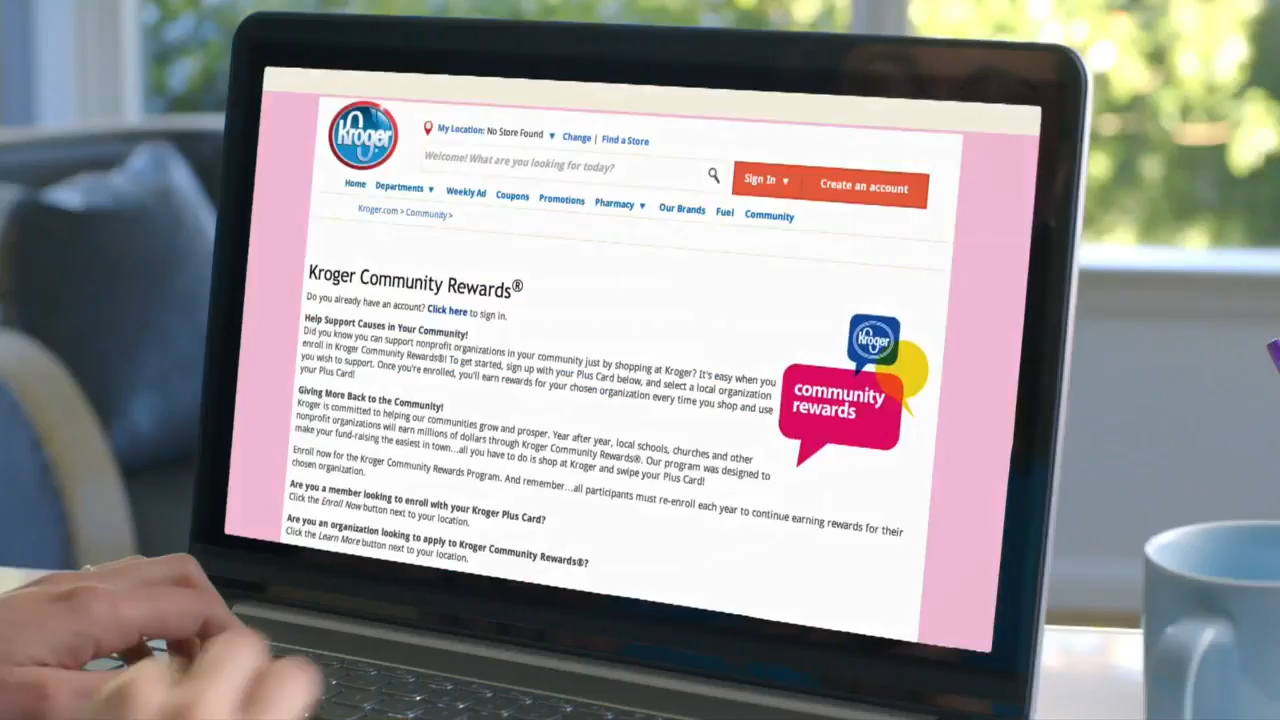 Kroger
My Location: No Store Found ▼ Change | Find a Store
Welcome! What are you looking for today?
Sign In ▼ Create an account
Home Departments ▼ Weekly Ad Coupons Promotions Pharmacy ▼ Our Brands Fuel Community
Kroger.com > Community >
Kroger Community Rewards®
Do you already have an account? Click here to sign in.
Help Support Causes in Your Community!
Did you know you can support nonprofit organizations in your community just by shopping at Kroger? It's easy when you
enroll in Kroger Community Rewards®! To get started, sign up with your Plus Card below, and select a local organization
you wish to support. Once you're enrolled, you'll earn rewards for your chosen organization every time you shop and use
your Plus Card!
Kroger
community
rewards
Giving More Back to the Community!
Kroger is committed to helping our communities grow and prosper. Year after year, local schools, churches and other
nonprofit organizations will earn millions of dollars through Kroger Community Rewards®. Our program was designed to
make your fund-raising the easiest in town...all you have to do is shop at Kroger and swipe your Plus Card!
Enroll now for the Kroger Community Rewards Program. And remember...all participants must re-enroll each year to continue earning rewards for their
chosen organization.
Are you a member looking to enroll with your Kroger Plus Card?
Click the Enroll Now button next to your location.
Are you an organization looking to apply to Kroger Community Rewards®?
Click the Learn More button next to your location.